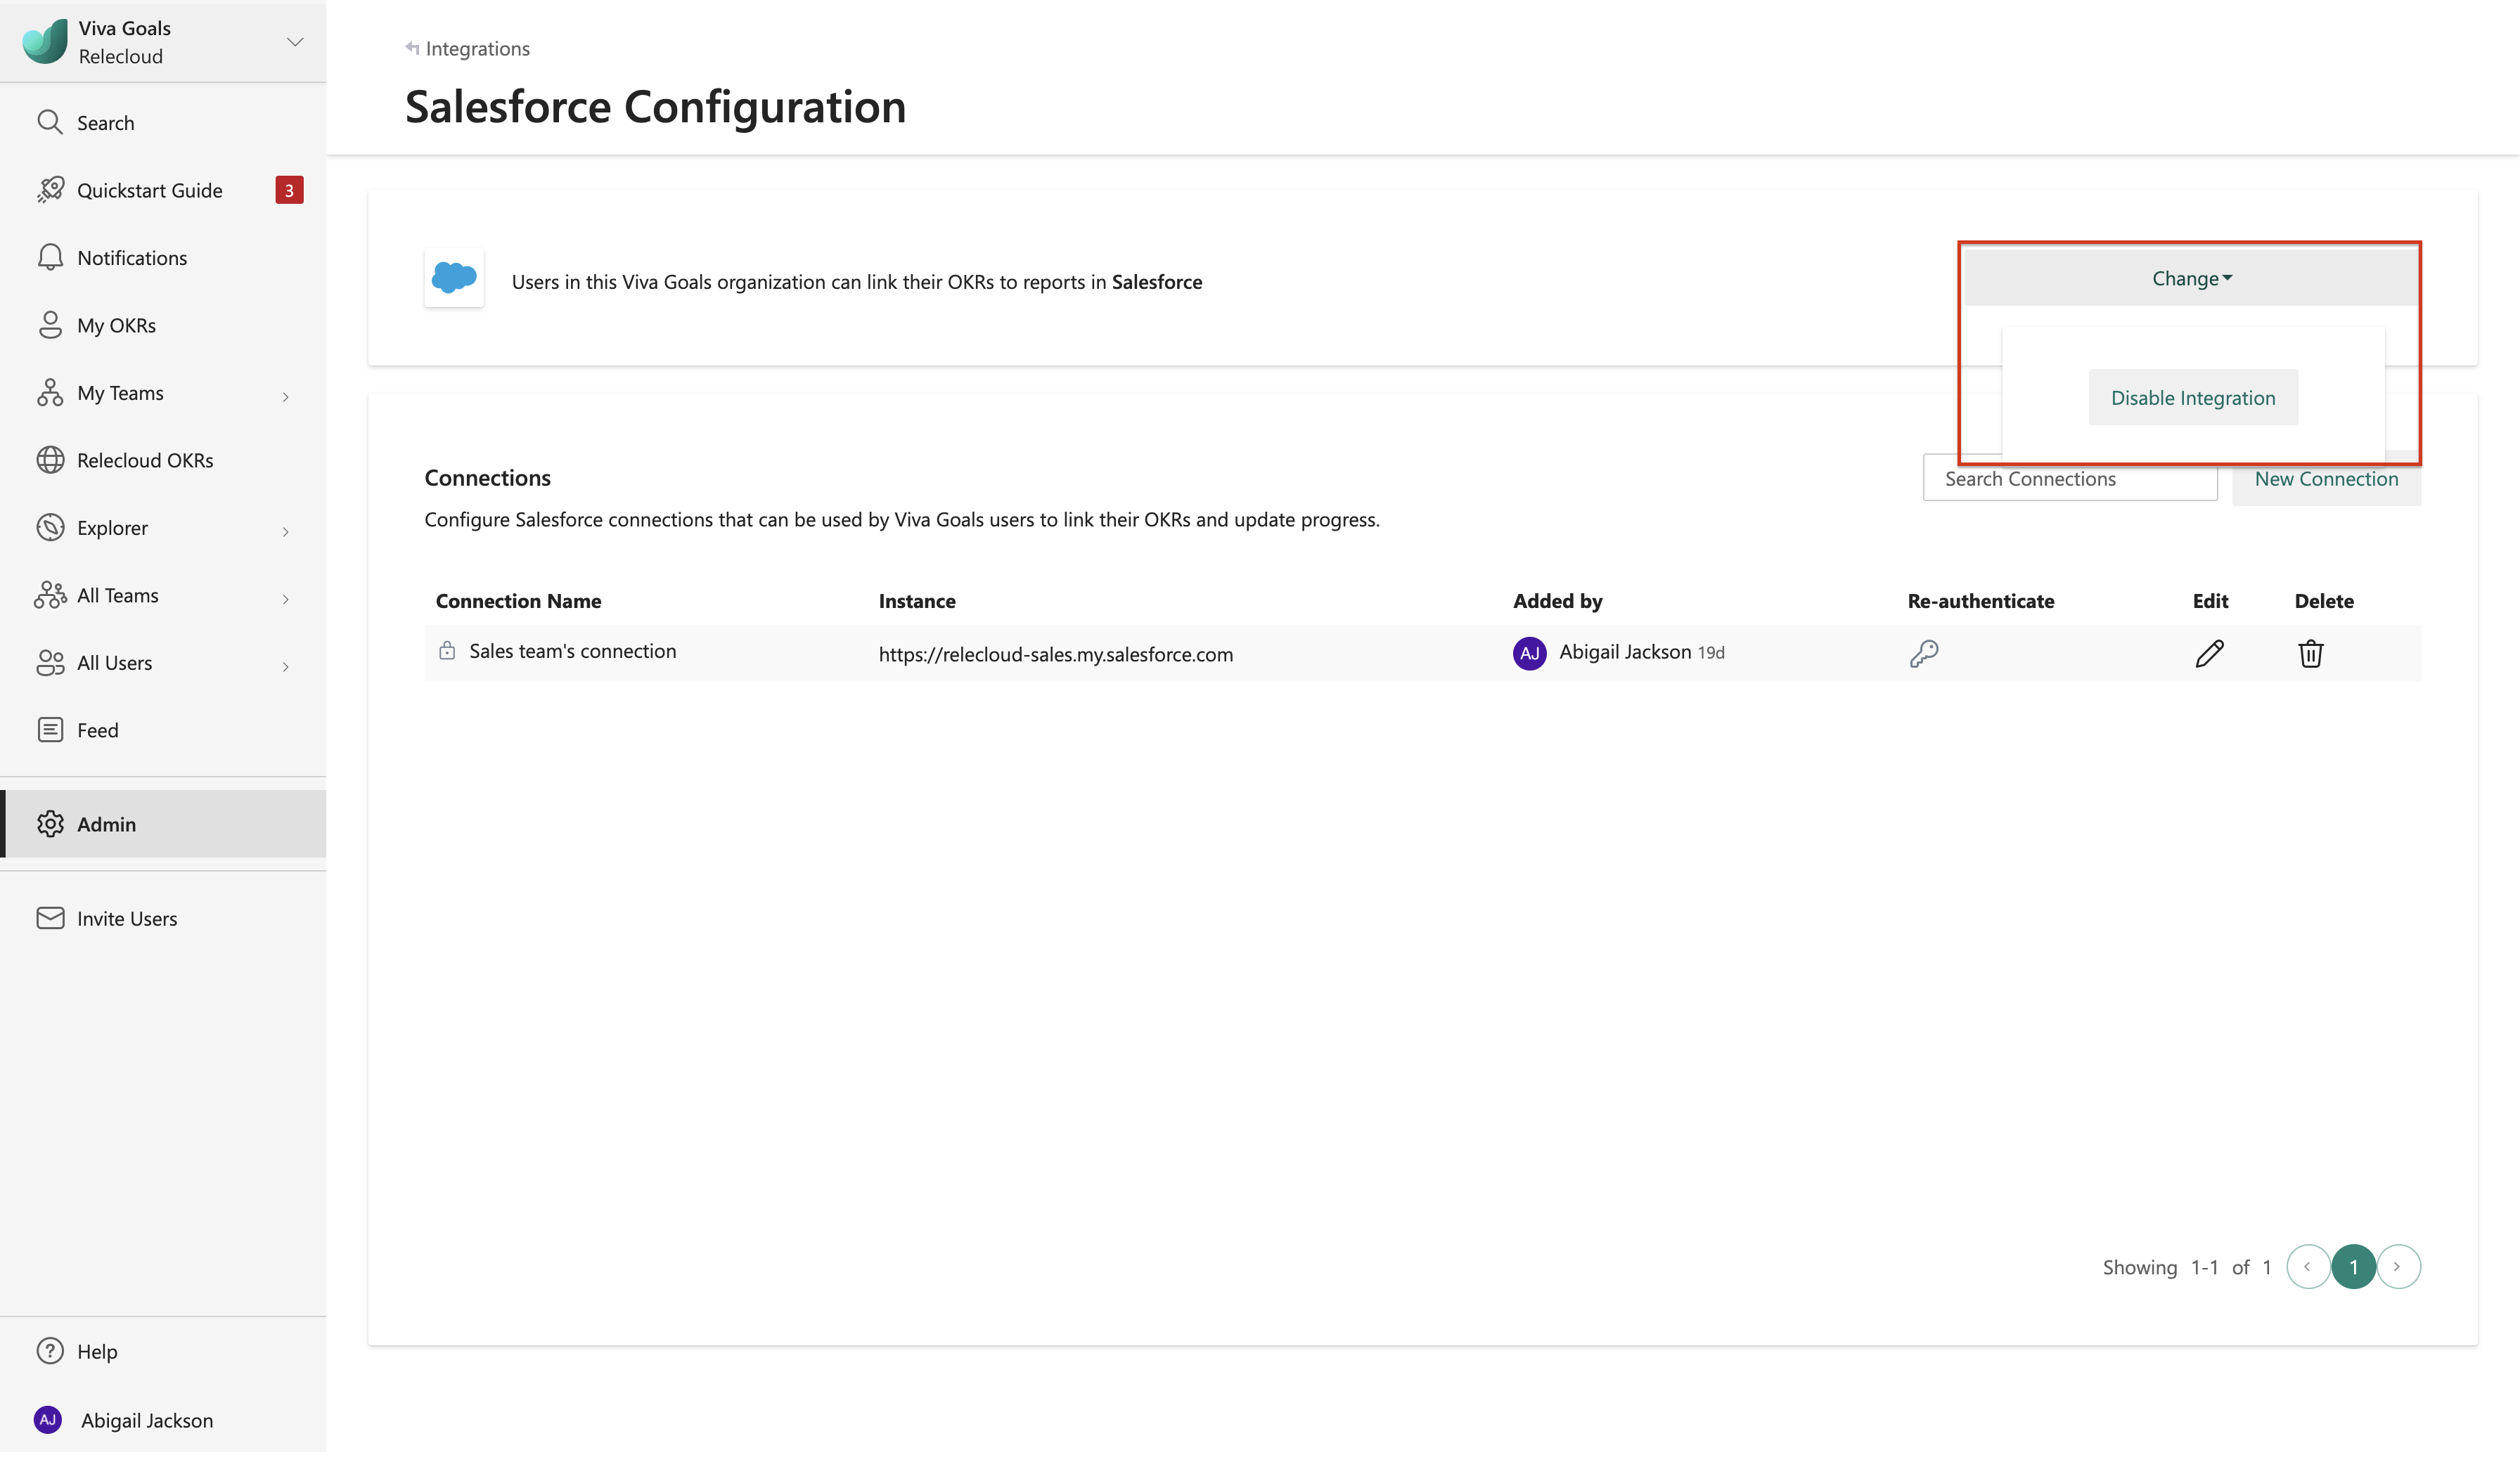 Viva Goals
Relecloud
Search
Quickstart Guide
3
Notifications
My OKRs
My Teams
Relecloud OKRs
Explorer
All Teams
All Users
Feed
Admin
Invite Users
Help
AJ
Abigail Jackson
Integrations
Salesforce Configuration
Users in this Viva Goals organization can link their OKRs to reports in Salesforce
Change
Disable Integration
Connections
Search Connections
New Connection
Configure Salesforce connections that can be used by Viva Goals users to link their OKRs and update progress.
Connection Name Instance Added by Re-authenticate Edit Delete
Sales team's connection https://relecloud-sales.my.salesforce.com AJ Abigail Jackson 19d
Showing 1-1 of 1 1